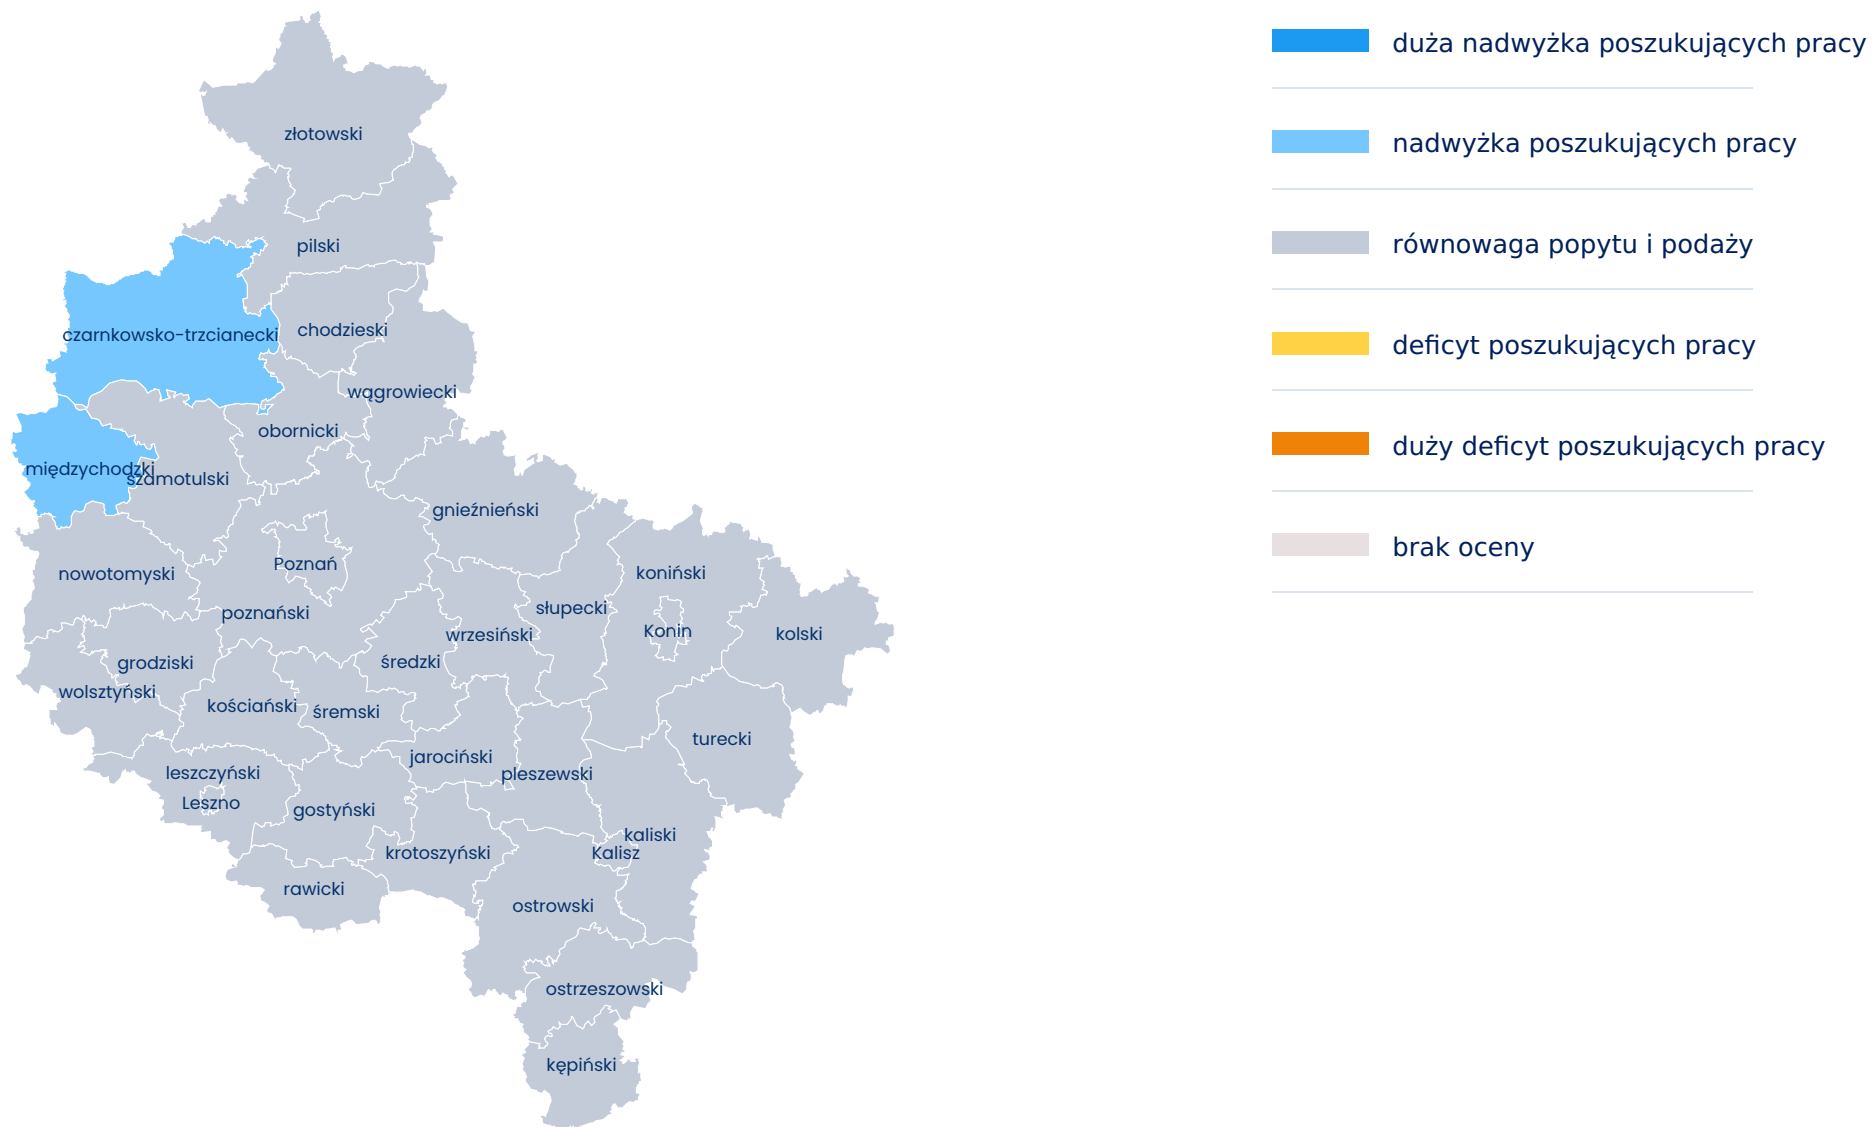 złotowski
pilski
czarnkowsko-trzcianecki
chodzieski
wągrowiecki
obornicki
międzychodzki
szamotulski
gnieźnieński
Poznań
nowotomyski
koniński
słupecki
poznański
Konin
kolski
wrzesiński
średzki
grodziski
wolsztyński
kościański
śremski
turecki
jarociński
leszczyński
pleszewski
Leszno
gostyński
kaliski
krotoszyński
Kalisz
rawicki
ostrowski
ostrzeszowski
kępiński
duża nadwyżka poszukujących pracy
nadwyżka poszukujących pracy
równowaga popytu i podaży
deficyt poszukujących pracy
duży deficyt poszukujących pracy
brak oceny